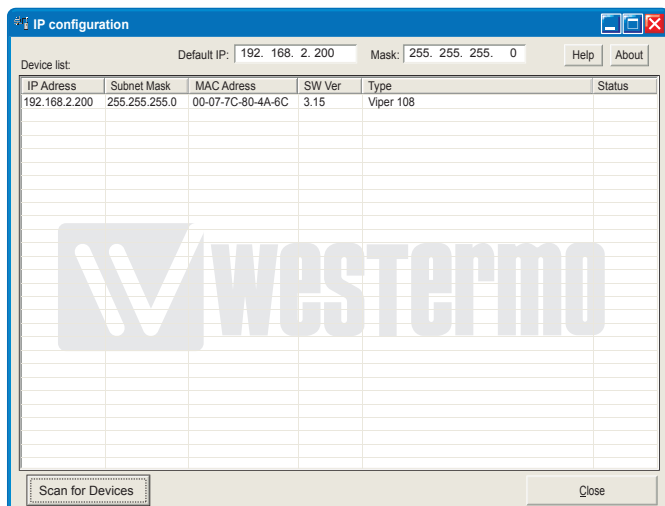 IP configuration
Default IP: 192. 168. 2. 200 Mask: 255. 255. 255. 0 Help About
Device list:
IP Adress Subnet Mask MAC Adress SW Ver Type Status
192.168.2.200 255.255.255.0 00-07-7C-80-4A-6C 3.15 Viper 108
westermo
Scan for Devices Close